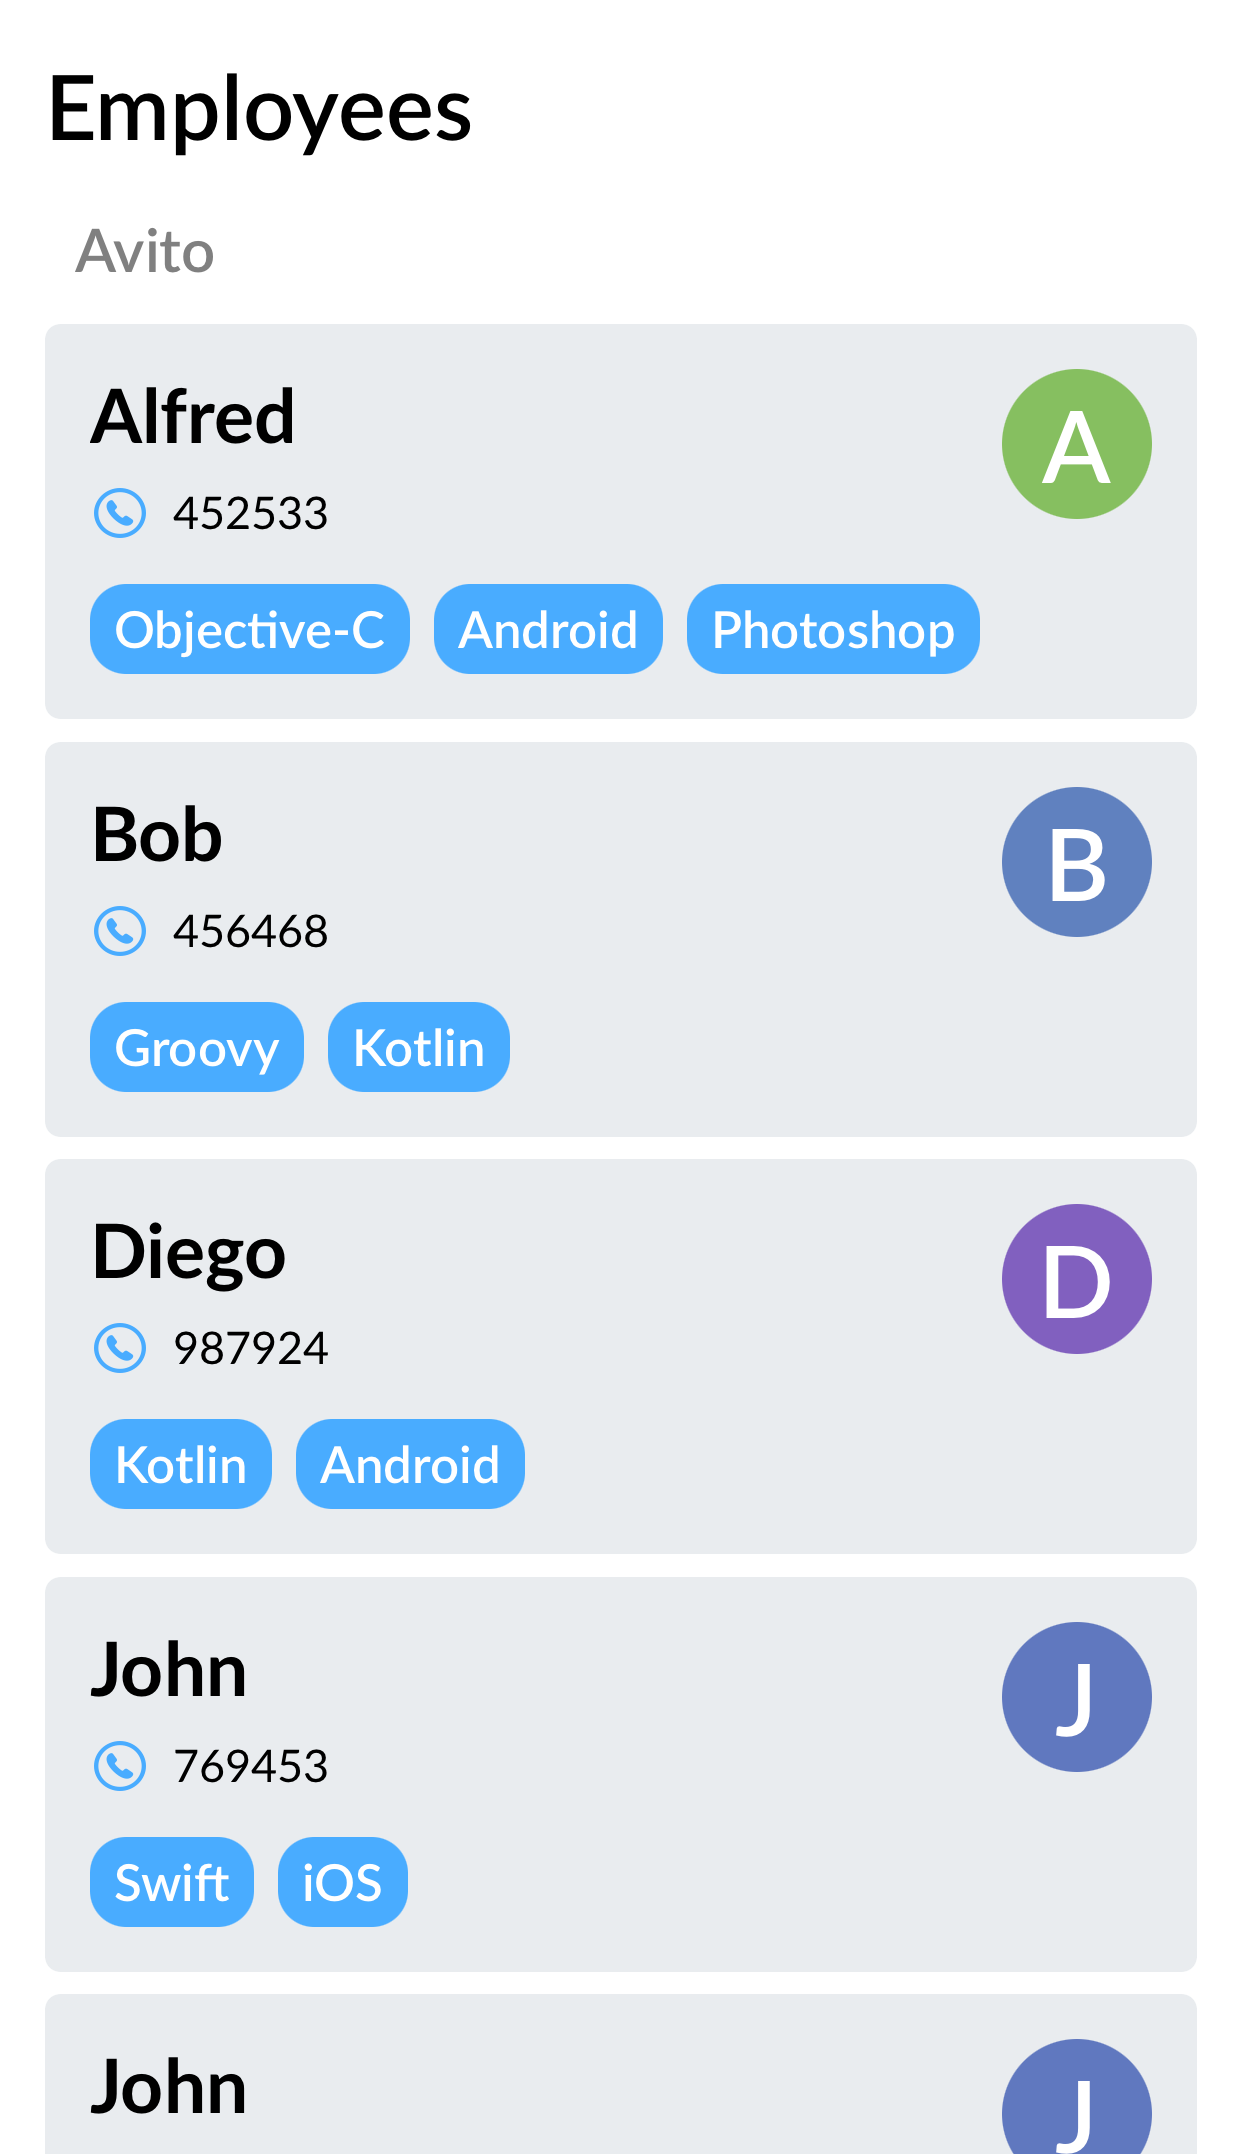 Employees
Avito
Alfred
A
452533
Objective-C Android Photoshop
Bob
B
456468
Groovy Kotlin
Diego
D
987924
Kotlin Android
John
J
769453
Swift iOS
John
J